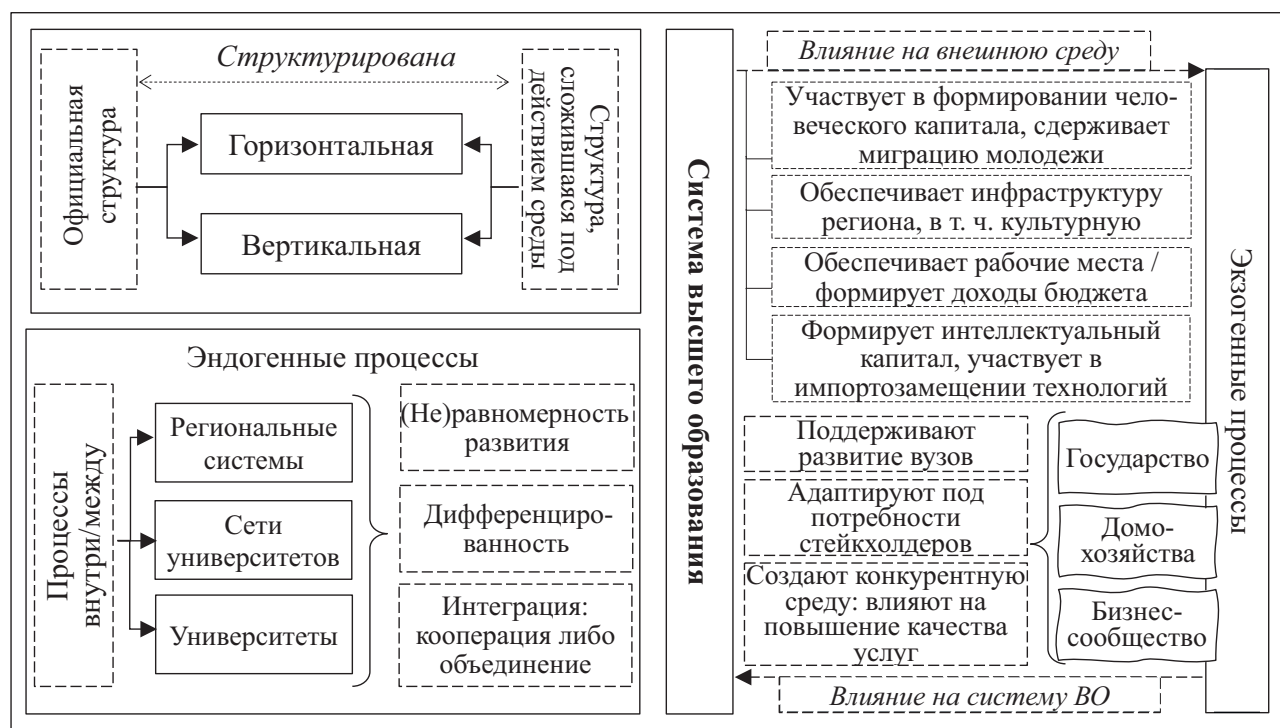 Структурирована
Официальная
структура
Горизонтальная
Вертикальная
Структура,
сложившаяся под
действием среды
Эндогенные процессы
Процессы
внутри/между
Региональные
системы
Сети
университетов
Университеты
(Не)равномерность
развития
Дифференциро-
ванность
Интеграция:
кооперация либо
объединение
Система высшего образования
Влияние на внешнюю среду
Участвует в формировании чело-
веческого капитала, сдерживает
миграцию молодежи
Обеспечивает инфраструктуру
региона, в т. ч. культурную
Обеспечивает рабочие места /
формирует доходы бюджета
Формирует интеллектуальный
капитал, участвует в
импортозамещении технологий
Поддерживают
развитие вузов
Адаптируют под
потребности
стейкхолдеров
Создают конкурентную
среду: влияют на
повышение качества
услуг
Государство
Домо-
хозяйства
Бизнес-
сообщество
Влияние на систему ВО
Экзогенные процессы